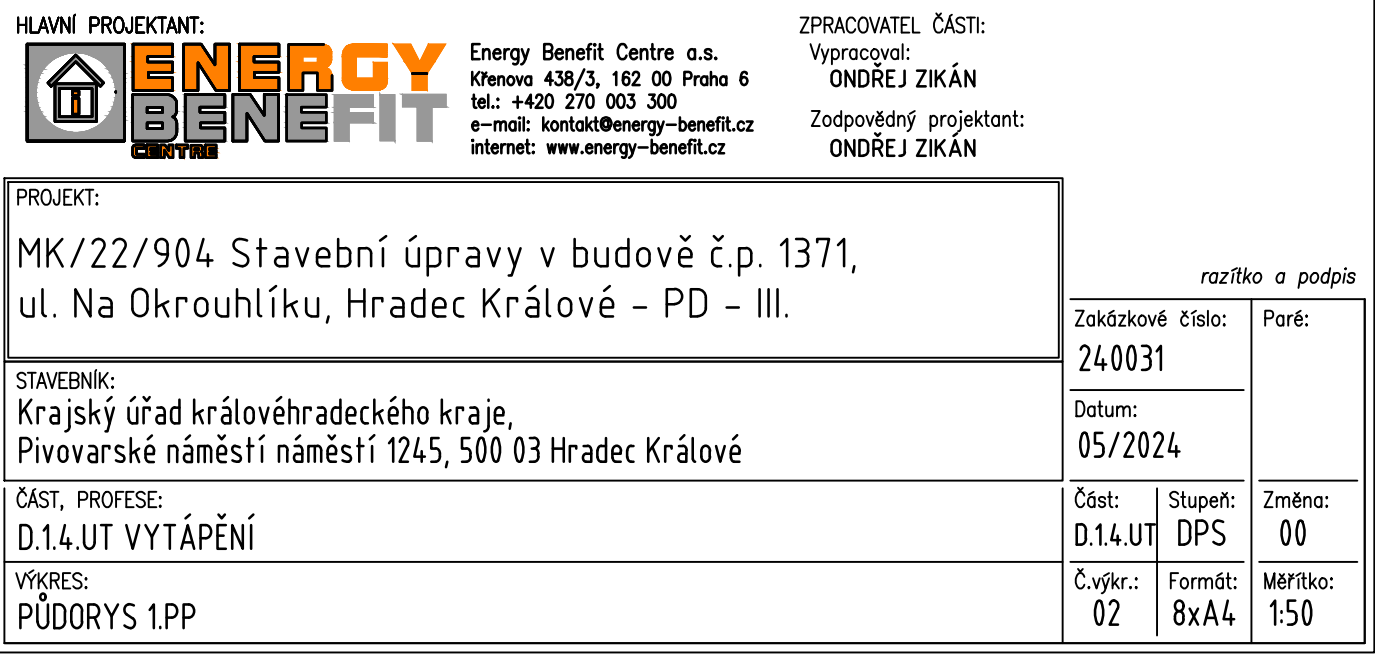 HLAVNÍ PROJEKTANT:
ENERGY
BENEFIT
CENTRE
Energy Benefit Centre a.s.
Křenova 438/3, 162 00 Praha 6
tel.: +420 270 003 300
e-mail: kontakt@energy-benefit.cz
internet: www.energy-benefit.cz
ZPRACOVATEL ČÁSTI:
Vypracoval:
ONDŘEJ ZIKÁN
Zodpovědný projektant:
ONDŘEJ ZIKÁN
PROJEKT:
MK/22/904 Stavební úpravy v budově č.p. 1371,
ul. Na Okrouhlíku, Hradec Králové - PD - III.
razítko a podpis
STAVEBNÍK:
Krajský úřad královéhradeckého kraje,
Pivovarské náměstí náměstí 1245, 500 03 Hradec Králové
Zakázkové číslo:
240031
Paré:
Datum:
05/2024
ČÁST, PROFESE:
D.1.4.UT VYTÁPĚNÍ
Část:
D.1.4.UT
Stupeň:
DPS
Změna:
00
VÝKRES:
PŮDORYS 1.PP
Č.výkr.:
02
Formát:
8xA4
Měřítko:
1:50